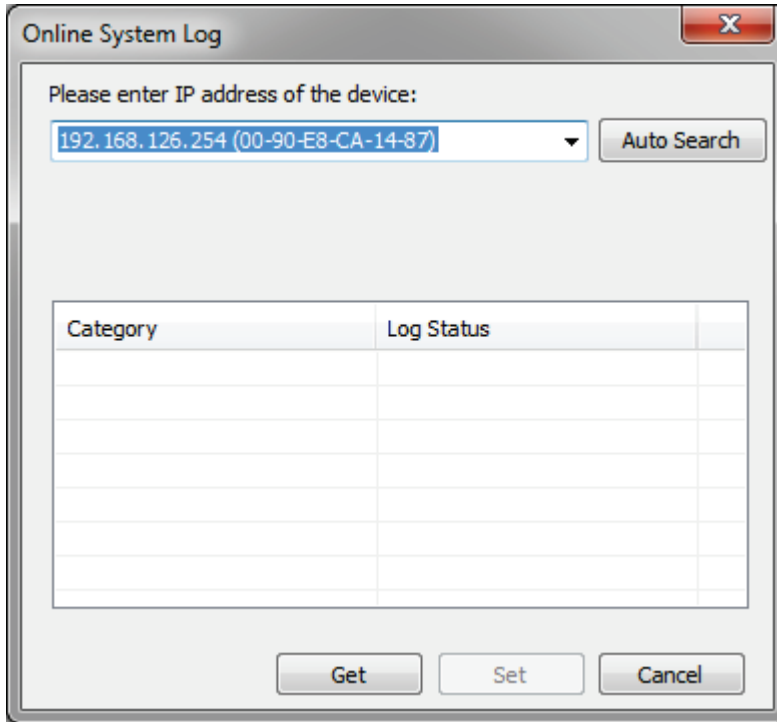 Online System Log
Please enter IP address of the device:
192.168.126.254 (00-90-E8-CA-14-87)
Auto Search
Category Log Status
Get Set Cancel